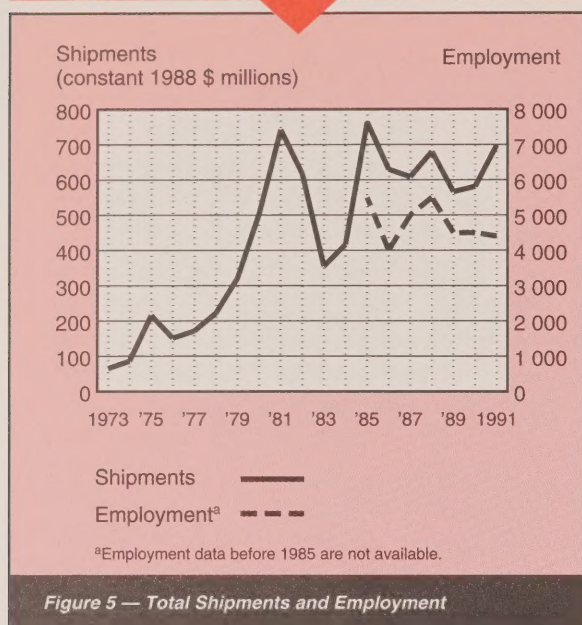 Shipments
(constant 1988 $ millions)
Employment
800
700
600
500
400
300
200
100
0
8 000
7 000
6 000
5 000
4 000
3 000
2 000
1 000
0
1973 '75 '77 '79 '81 '83 '85 '87 '89 1991
Shipments
Employmentᵃ
ᵃEmployment data before 1985 are not available.
Figure 5 — Total Shipments and Employment